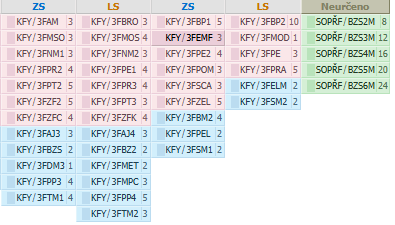 ZS LS ZS LS Neurčeno
KFY/3FAM 3 KFY/3FBRO 3 KFY/3FBP1 5 KFY/3FBP2 10 SOPŘF/BZS2M 8
KFY/3FMSO 3 KFY/3FMOS 4 KFY/3FEMF 3 KFY/3FMOD 1 SOPŘF/BZS3M 12
KFY/3FNM1 3 KFY/3FNM2 3 KFY/3FMF2 4 KFY/3FPE 2 SOPŘF/BZS4M 16
KFY/3FPR2 4 KFY/3FPE1 4 KFY/3FPOM 3 KFY/3FPRA 5 SOPŘF/BZS5M 20
KFY/3FPT2 5 KFY/3FPR3 4 KFY/3FSCA 3 KFY/3FELM 2 SOPŘF/BZS6M 24
KFY/3FZF2 5 KFY/3FPT3 3 KFY/3FZEL 5 KFY/3FSM2 2
KFY/3FZFC 4 KFY/3FZFK 4 KFY/3FBM2 4
KFY/3FAJ3 3 KFY/3FAJ4 3 KFY/3FPEL 2
KFY/3FBZS 2 KFY/3FBZ2 2 KFY/3FSM1 2
KFY/3FDM3 1 KFY/3FMET 2
KFY/3FPP3 4 KFY/3FMPC 3
KFY/3FTM1 4 KFY/3FPP4 5
KFY/3FTM2 3